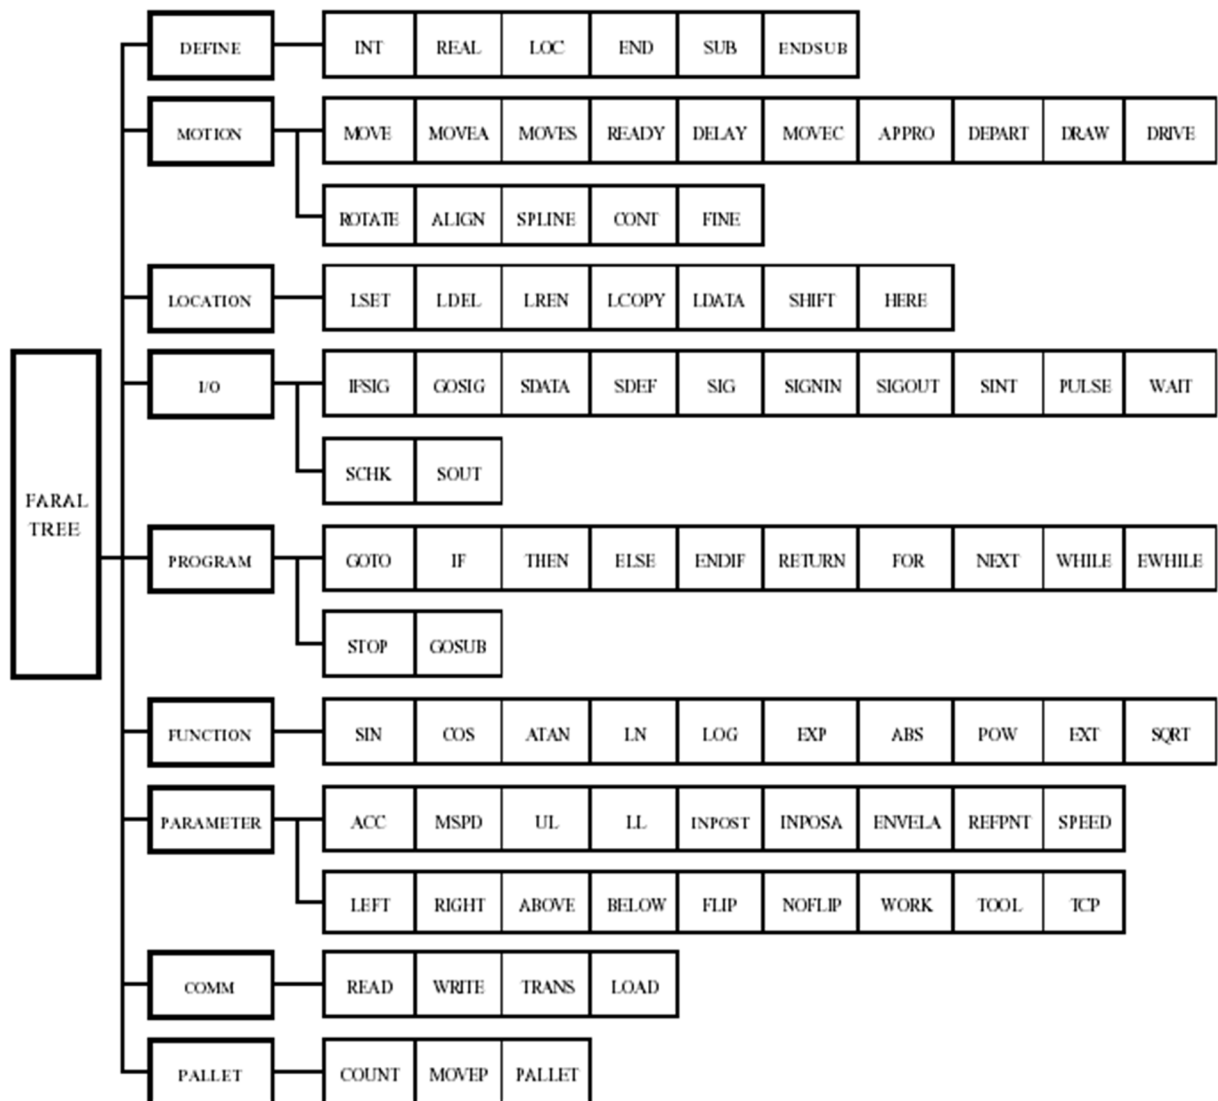 DEFINE INT REAL LOC END SUB ENDSUB
MOTION MOVE MOVEA MOVES READY DELAY MOVEC APPRO DEPART DRAW DRIVE
ROTATE ALIGN SPLINE CONT FINE
LOCATION LSET LDEL LREN LCOPY LDATA SHIFT HERE
I/O IFSIG GOSIG SDATA SDEF SIG SIGNIN SIGOUT SINT PULSE WAIT
SCHK SOUT
FARAL
TREE
PROGRAM GOTO IF THEN ELSE ENDIF RETURN FOR NEXT WHILE EWHILE
STOP GOSUB
FUNCTION SIN COS ATAN LN LOG EXP ABS POW EXT SQRT
PARAMETER ACC MSPD UL LL INPOST INPOSA ENVELA REFPNT SPEED
LEFT RIGHT ABOVE BELOW FLIP NOFLIP WORK TOOL TCP
COMM READ WRITE TRANS LOAD
PALLET COUNT MOVEP PALLET